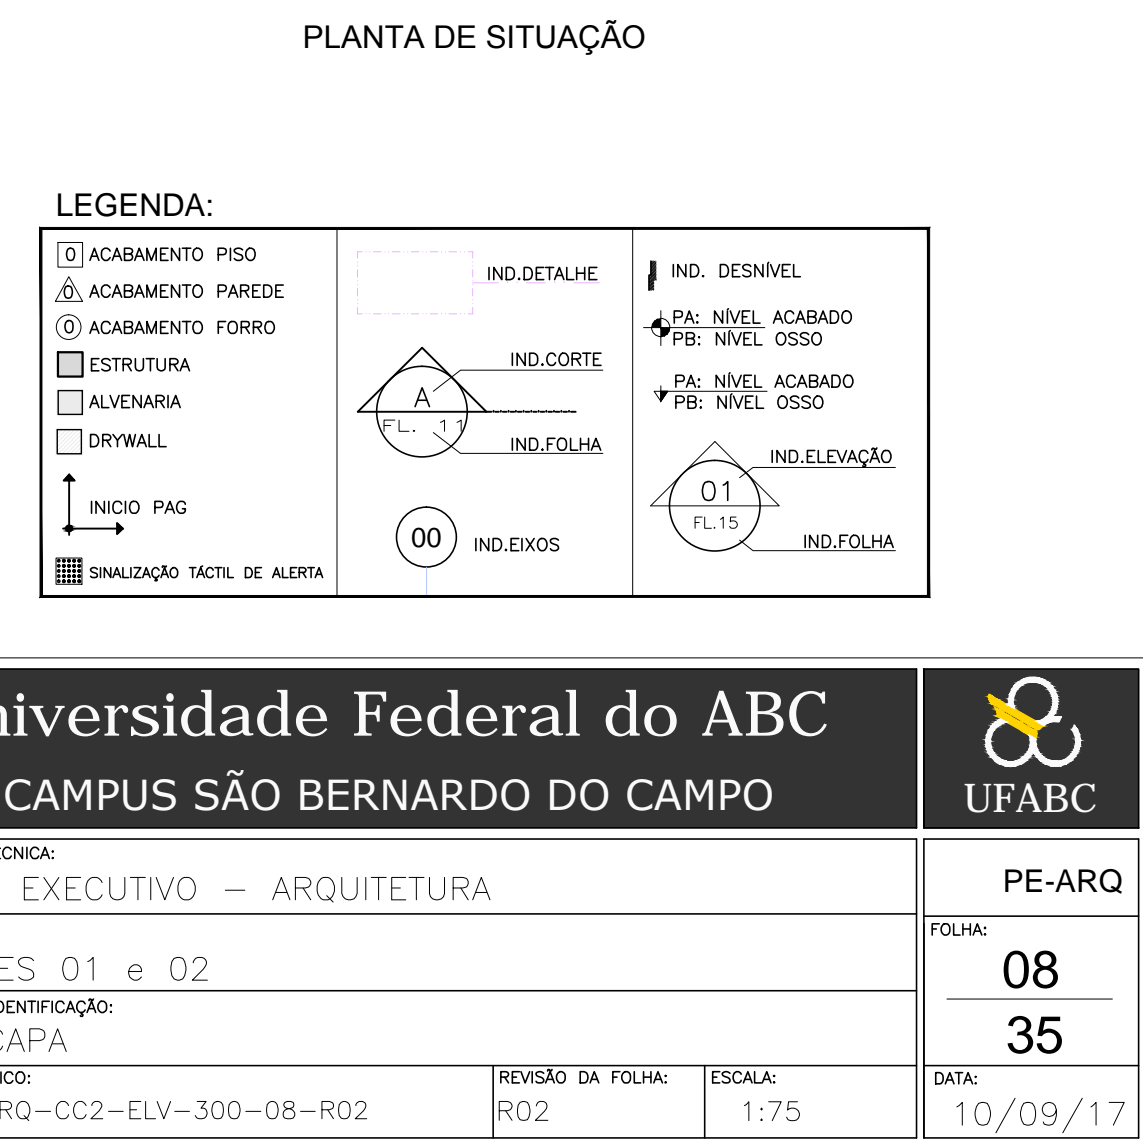 PLANTA DE SITUAÇÃO
LEGENDA:
0 ACABAMENTO PISO
0 ACABAMENTO PAREDE
0 ACABAMENTO FORRO
ESTRUTURA
ALVENARIA
DRYWALL
INICIO PAG
SINALIZAÇÃO TÁCTIL DE ALERTA
IND.DETALHE
IND.CORTE
A
FL. 11
IND.FOLHA
00
IND.EIXOS
IND. DESNÍVEL
PA: NÍVEL ACABADO
PB: NÍVEL OSSO
PA: NÍVEL ACABADO
PB: NÍVEL OSSO
IND.ELEVAÇÃO
01
FL.15
IND.FOLHA
niversidade Federal do ABC
CAMPUS SÃO BERNARDO DO CAMPO
UFABC
ÉCNICA:
EXECUTIVO – ARQUITETURA
PE-ARQ
FOLHA:
08
35
ES 01 e 02
DENTIFICAÇÃO:
CAPA
ICO:
RQ–CC2–ELV–300–08–R02
REVISÃO DA FOLHA:
R02
ESCALA:
1:75
DATA:
10/09/17